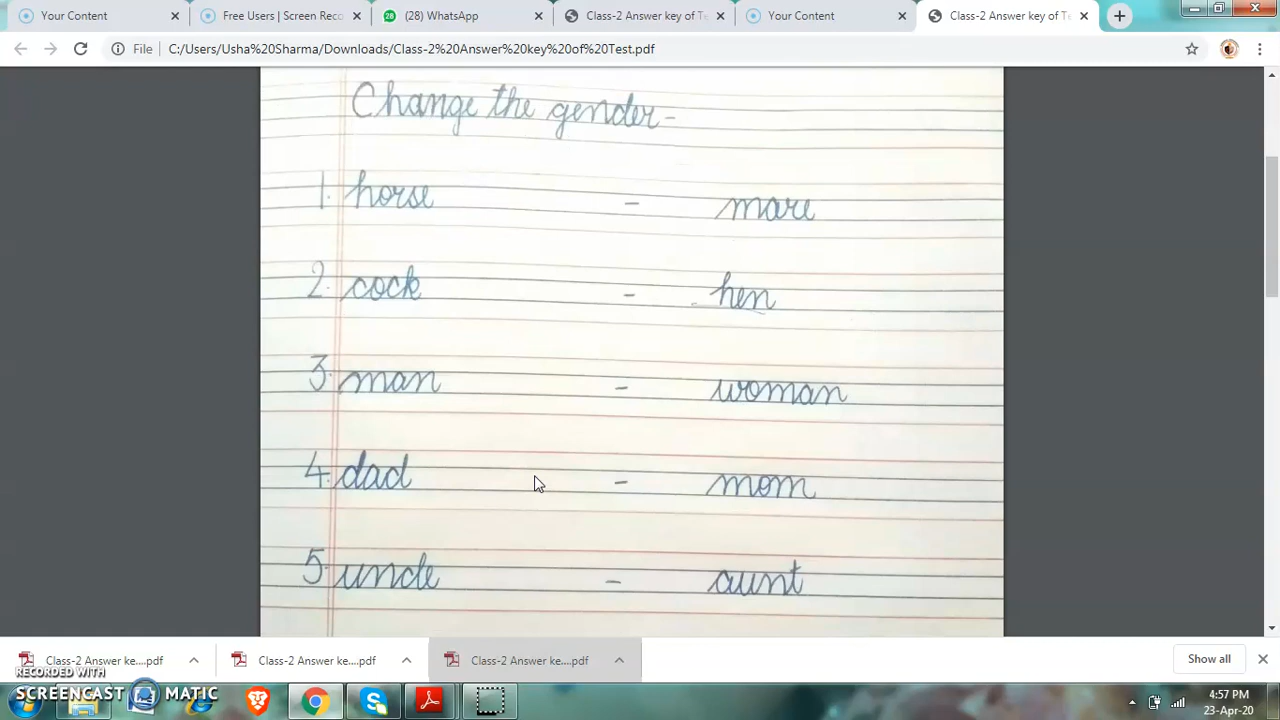 Your Content
Free Users | Screen Rec
(28) WhatsApp
Class-2 Answer key of Te
Your Content
Class-2 Answer key of Te
File C:/Users/Usha%20Sharma/Downloads/Class-2%20Answer%20key%20of%20Test.pdf
Change the gender-
1. horse - mare
2. cock - hen
3. man - woman
4. dad - mom
5. uncle - aunt
Class-2 Answer ke....pdf
Class-2 Answer ke....pdf
Class-2 Answer ke....pdf
Show all
RECORDED WITH
SCREENCAST MATIC
4:57 PM
23-Apr-20